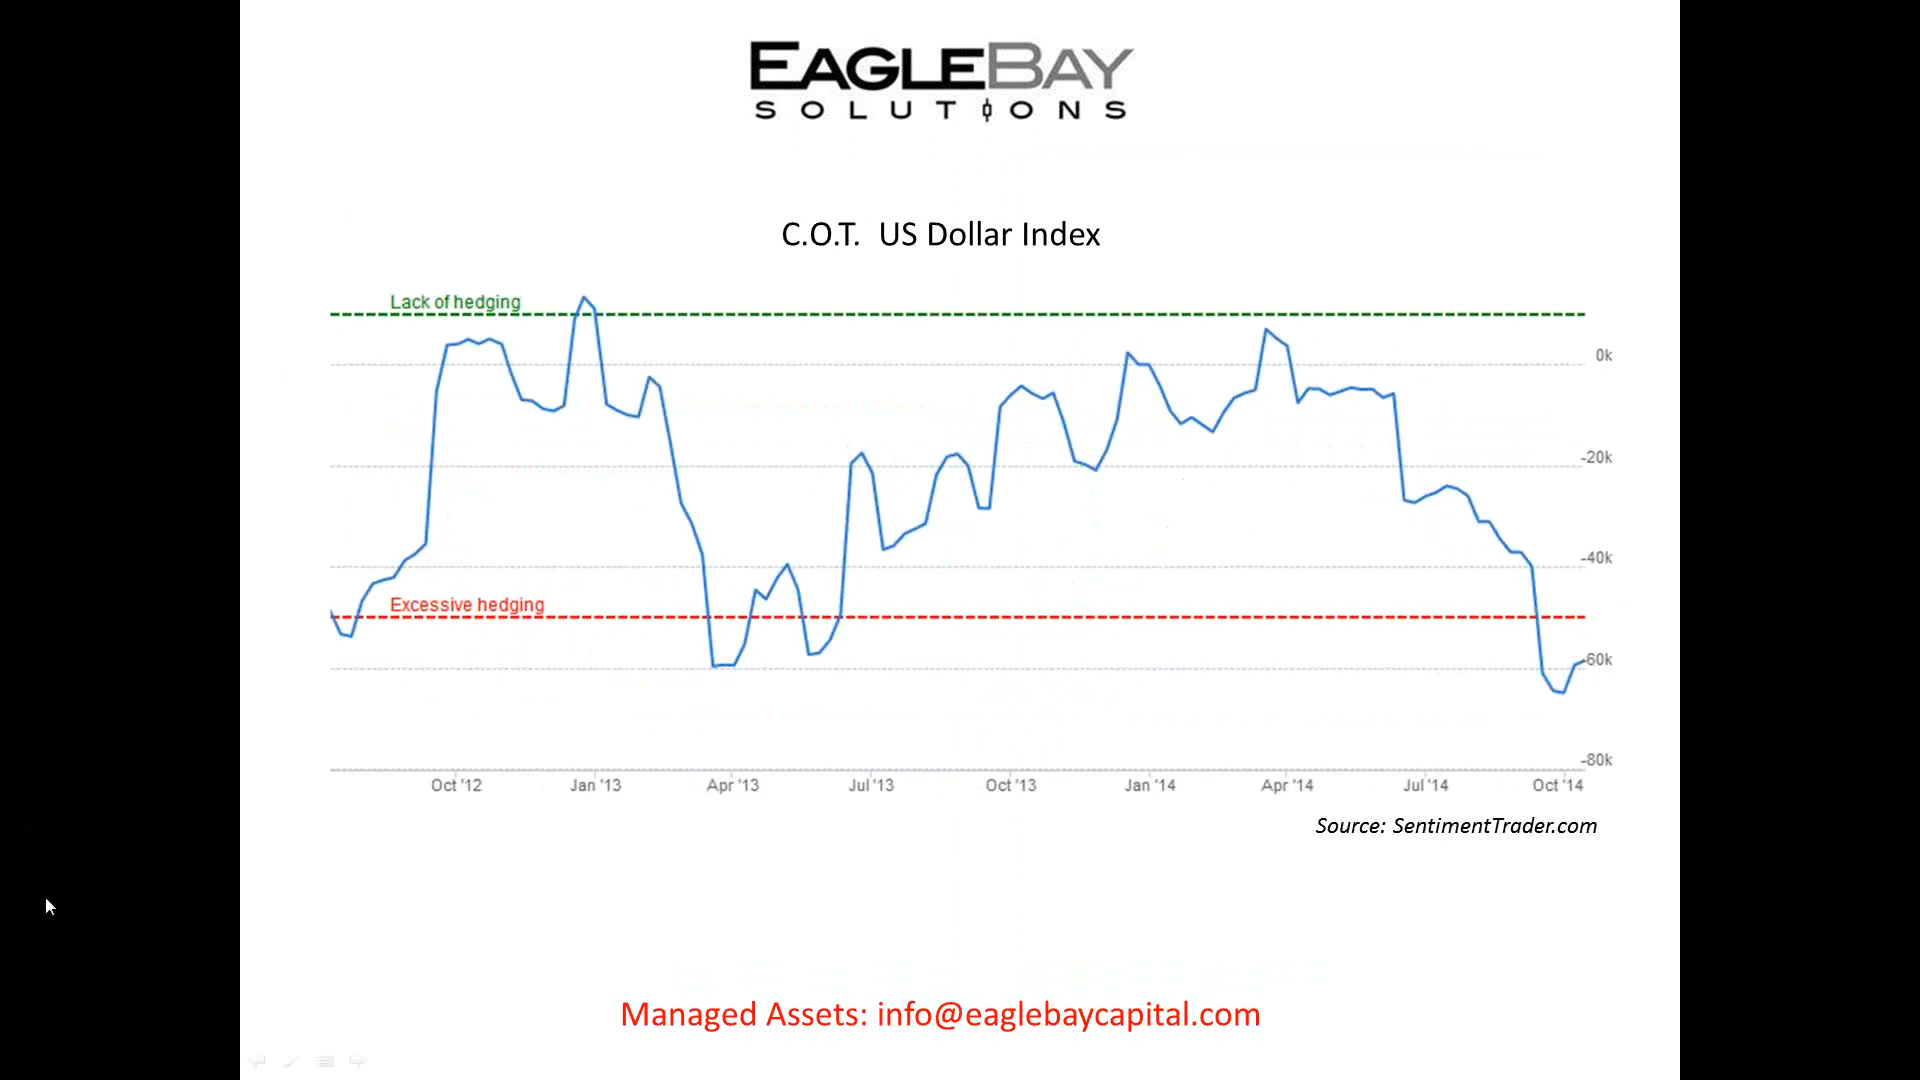 EAGLEBAY
SOLUTIONS
C.O.T.  US Dollar Index
Lack of hedging
0k
-20k
-40k
Excessive hedging
-60k
-80k
Oct '12
Jan '13
Apr '13
Jul '13
Oct '13
Jan '14
Apr '14
Jul '14
Oct '14
Source: SentimentTrader.com
Managed Assets: info@eaglebaycapital.com